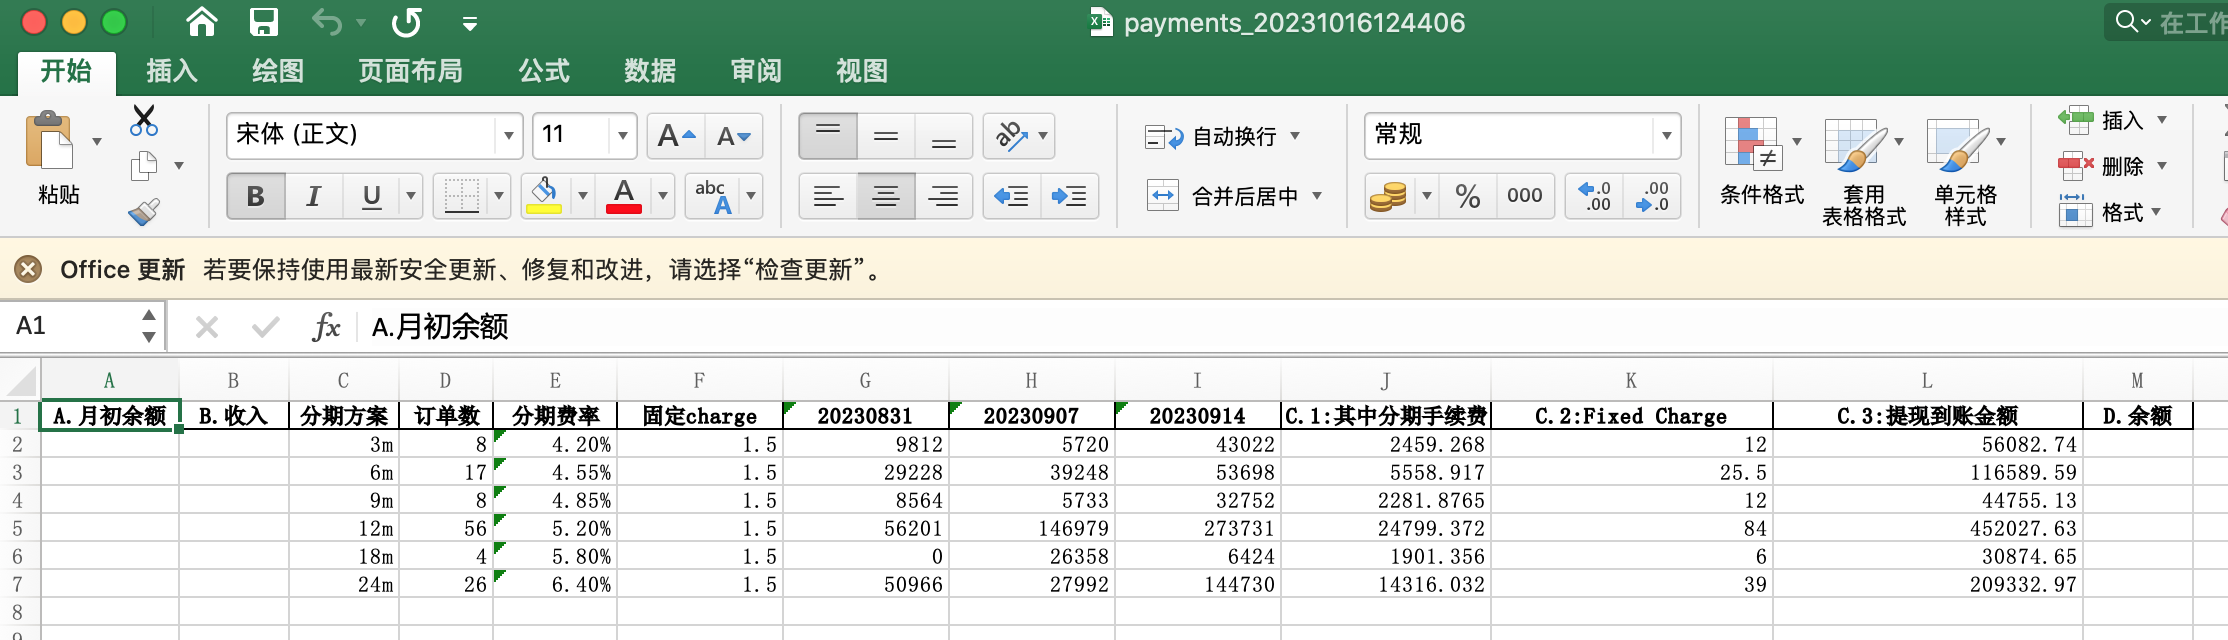 payments_20231016124406
在工作
开始 插入 绘图 页面布局 公式 数据 审阅 视图
粘贴
宋体 (正文) 11 A A
B I U A abc A
ab 自动换行
合并后居中
常规
% 000 .0 .00 .00 .0
条件格式
套用
表格格式
单元格
样式
插入
删除
格式
Office 更新 若要保持使用最新安全更新、修复和改进，请选择“检查更新”。
A1 fx A.月初余额
A B C D E F G H I J K L M
1 A.月初余额 B.收入 分期方案 订单数 分期费率 固定charge 20230831 20230907 20230914 C.1:其中分期手续费 C.2:Fixed Charge C.3:提现到账金额 D.余额
2 3m 8 4.20% 1.5 9812 5720 43022 2459.268 12 56082.74
3 6m 17 4.55% 1.5 29228 39248 53698 5558.917 25.5 116589.59
4 9m 8 4.85% 1.5 8564 5733 32752 2281.8765 12 44755.13
5 12m 56 5.20% 1.5 56201 146979 273731 24799.372 84 452027.63
6 18m 4 5.80% 1.5 0 26358 6424 1901.356 6 30874.65
7 24m 26 6.40% 1.5 50966 27992 144730 14316.032 39 209332.97
8
9